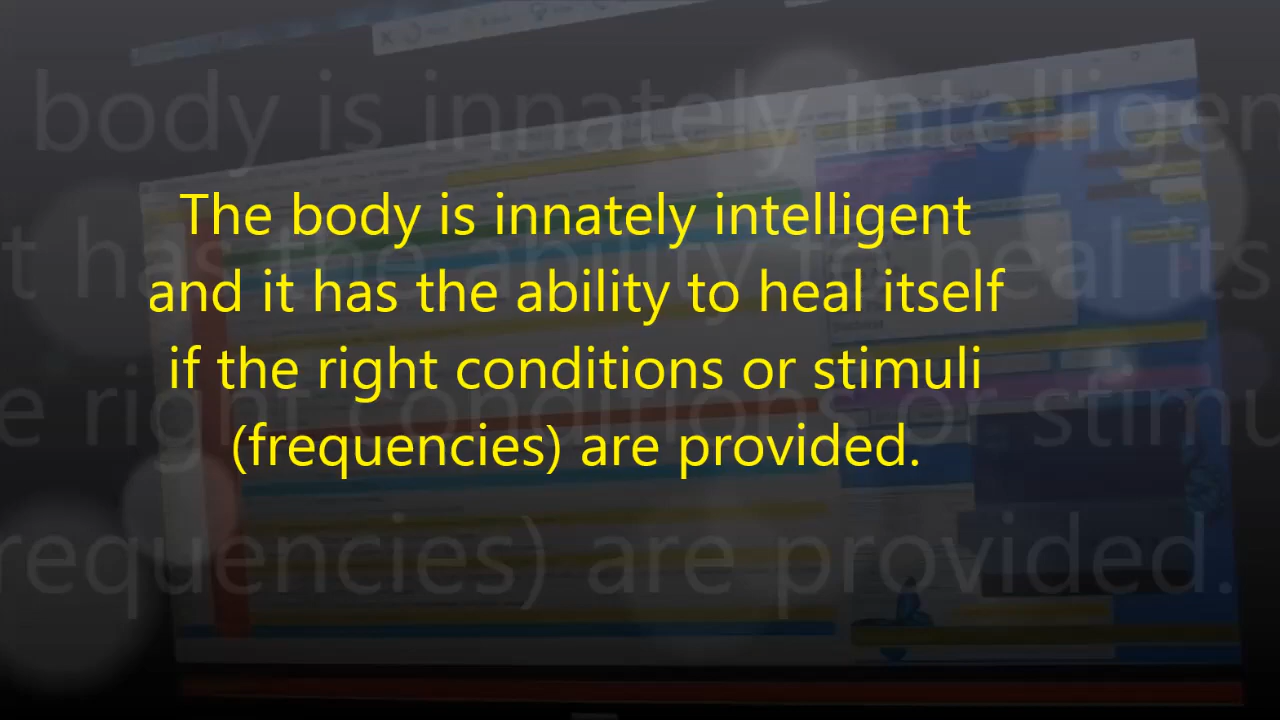 The body is innately intelligent
and it has the ability to heal itself
if the right conditions or stimuli
(frequencies) are provided.